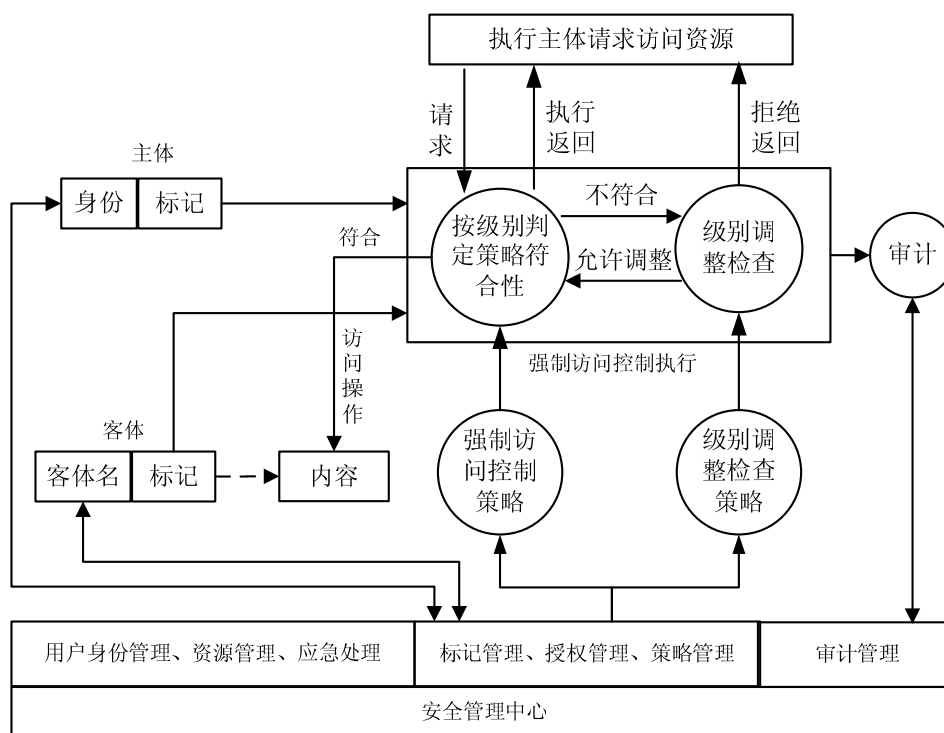 执行主体请求访问资源
请求
执行
返回
拒绝
返回
主体
身份
标记
按级别判
定策略符
合性
不符合
允许调整
级别调
整检查
审计
符合
访问操作
强制访问控制执行
客体
客体名
标记
内容
强制访
问控制
策略
级别调
整检查
策略
用户身份管理、资源管理、应急处理
标记管理、授权管理、策略管理
审计管理
安全管理中心